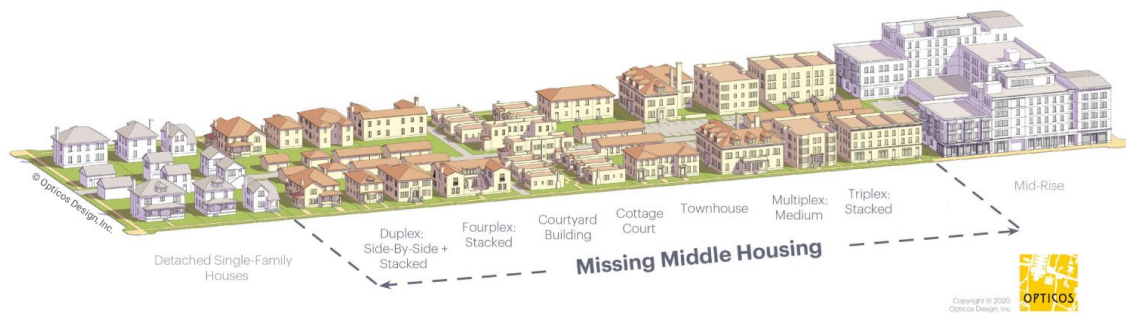 © Opticos Design, Inc.
Detached Single-Family
Houses
Duplex:
Side-By-Side +
Stacked
Fourplex:
Stacked
Courtyard
Building
Cottage
Court
Townhouse
Multiplex:
Medium
Triplex:
Stacked
Mid-Rise
Missing Middle Housing
Copyright © 2020
Opticos Design, Inc.
OPTICOS